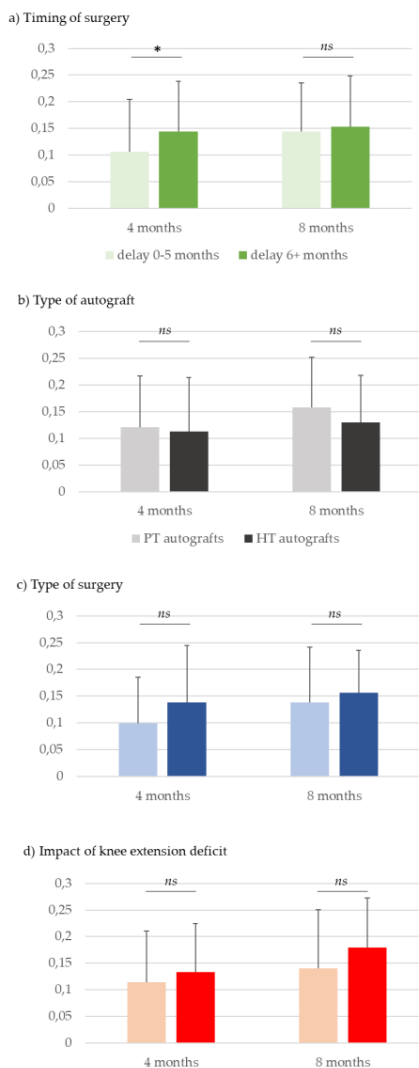 a) Timing of surgery
0,3
* ns
0,25
0,2
0,15
0,1
0,05
0
4 months 8 months
delay 0-5 months delay 6+ months
b) Type of autograft
0,3
ns ns
0,25
0,2
0,15
0,1
0,05
0
4 months 8 months
PT autografts HT autografts
c) Type of surgery
0,3
ns ns
0,25
0,2
0,15
0,1
0,05
0
4 months 8 months
d) Impact of knee extension deficit
0,3
ns ns
0,25
0,2
0,15
0,1
0,05
0
4 months 8 months